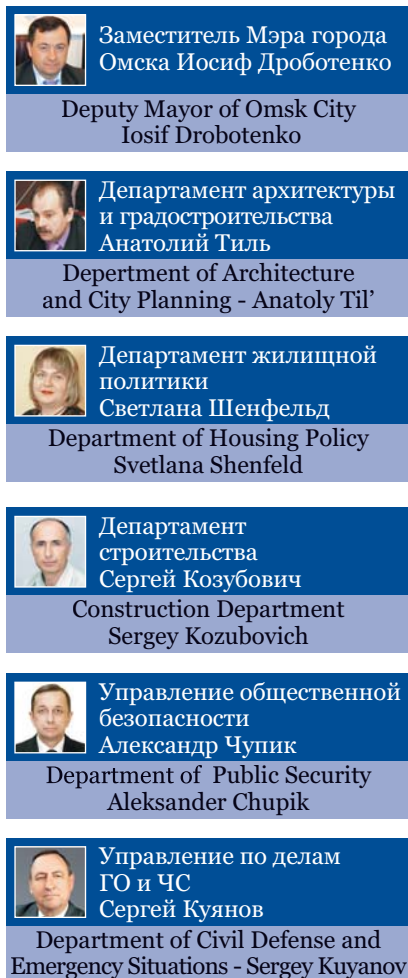 Заместитель Мэра города
Омска Иосиф Дроботенко
Deputy Mayor of Omsk City
Iosif Drobotenko
Департамент архитектуры
и градостроительства
Анатолий Тиль
Depertment of Architecture
and City Planning - Anatoly Til’
Департамент жилищной
политики
Светлана Шенфельд
Department of Housing Policy
Svetlana Shenfeld
Департамент
строительства
Сергей Козубович
Construction Department
Sergey Kozubovich
Управление общественной
безопасности
Александр Чупик
Department of Public Security
Aleksander Chupik
Управление по делам
ГО и ЧС
Сергей Куянов
Department of Civil Defense and
Emergency Situations - Sergey Kuyanov